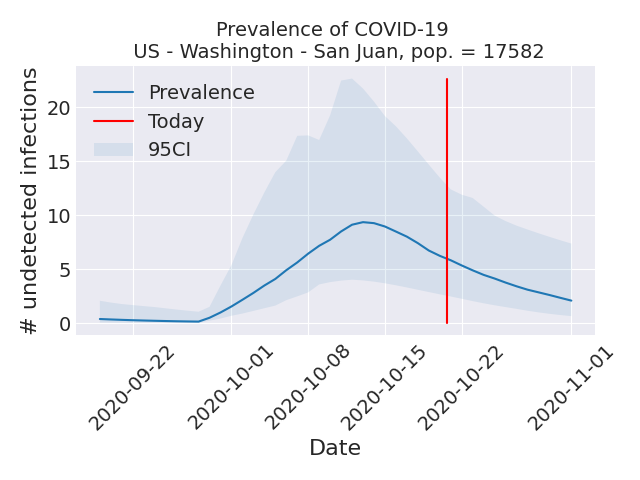 Prevalence of COVID-19
US - Washington - San Juan, pop. = 17582
# undetected infections
20
15
10
5
0
Prevalence
Today
95CI
2020-09-22
2020-10-01
2020-10-08
2020-10-15
2020-10-22
2020-11-01
Date